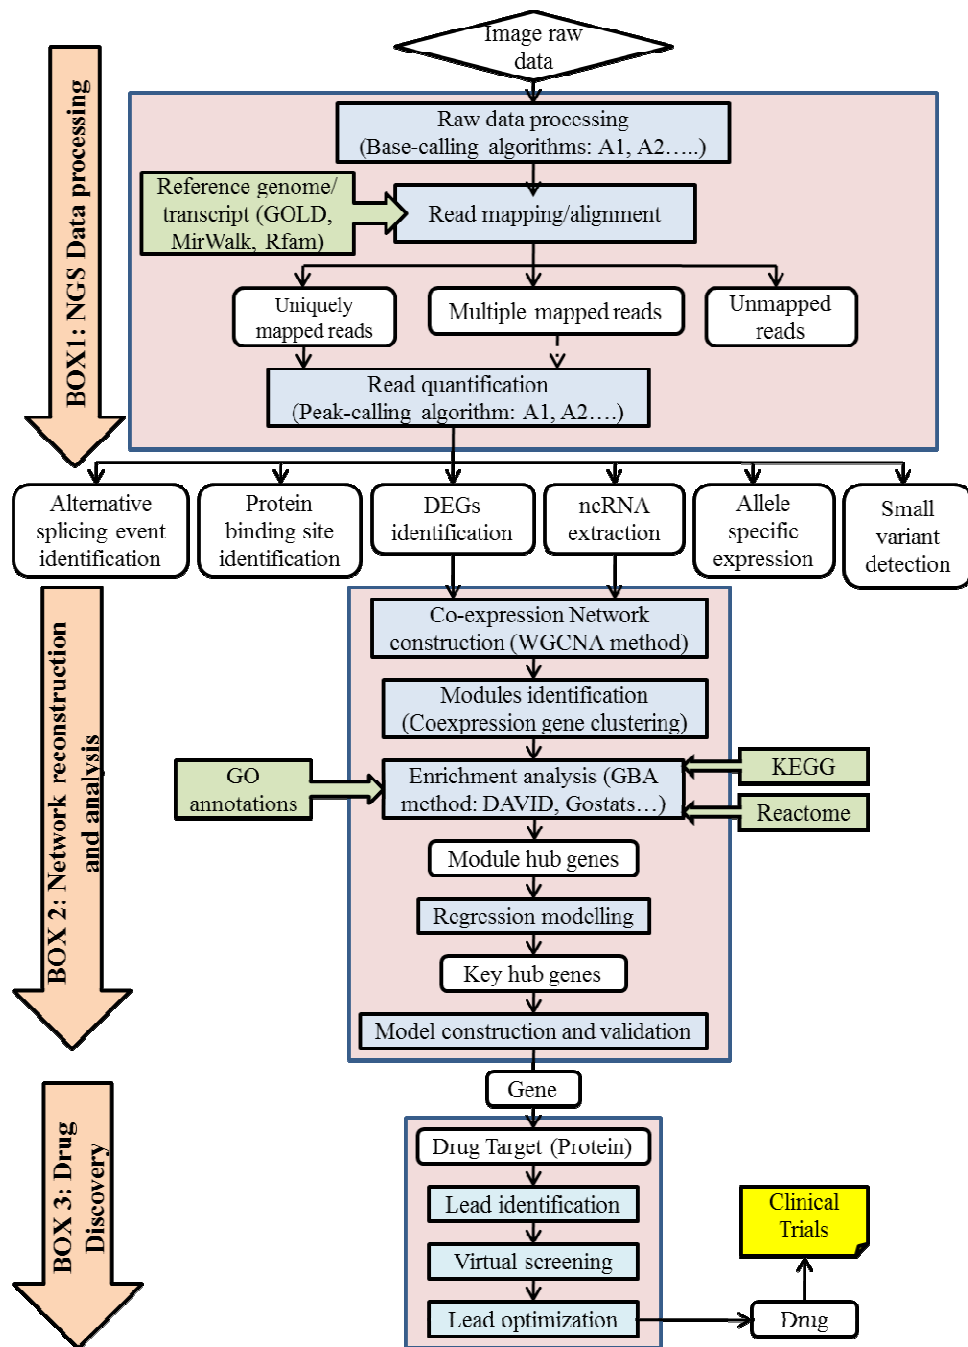 Image raw
data
BOX1: NGS Data processing
Raw data processing
(Base-calling algorithms: A1, A2…..)
Reference genome/
transcript (GOLD,
MirWalk, Rfam)
Read mapping/alignment
Uniquely
mapped reads
Multiple mapped reads
Unmapped
reads
Read quantification
(Peak-calling algorithm: A1, A2….)
Alternative
splicing event
identification
Protein
binding site
identification
DEGs
identification
ncRNA
extraction
Allele
specific
expression
Small
variant
detection
BOX 2: Network reconstruction
and analysis
Co-expression Network
construction (WGCNA method)
Modules identification
(Coexpression gene clustering)
GO
annotations
Enrichment analysis (GBA
method: DAVID, Gostats…)
KEGG
Reactome
Module hub genes
Regression modelling
Key hub genes
Model construction and validation
Gene
BOX 3: Drug
Discovery
Drug Target (Protein)
Lead identification
Virtual screening
Lead optimization
Clinical
Trials
Drug